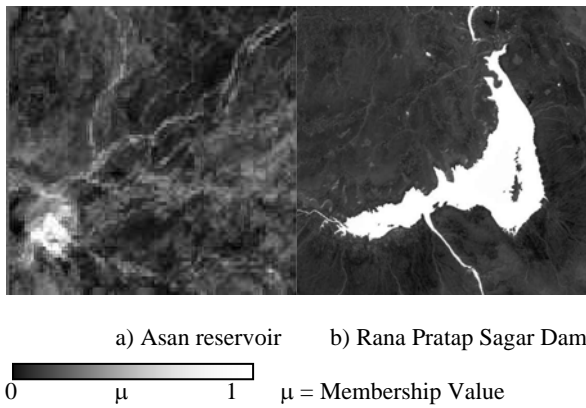 a) Asan reservoir b) Rana Pratap Sagar Dam
0 μ 1 μ = Membership Value